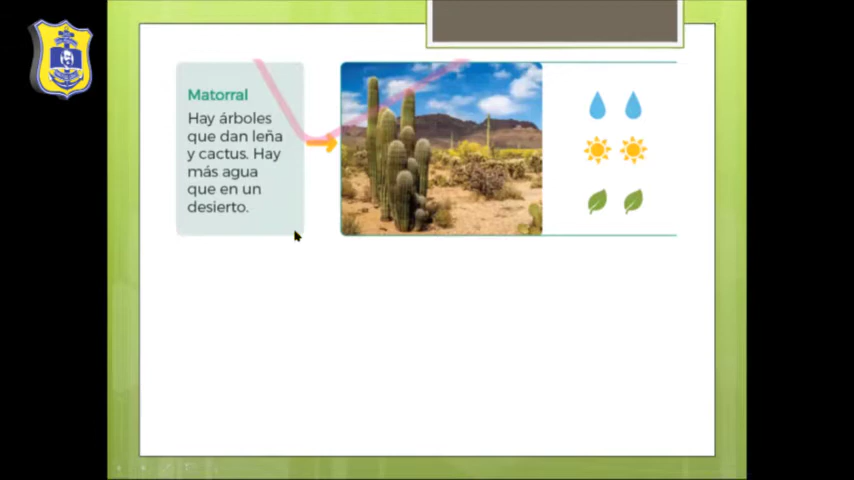 Matorral
Hay árboles
que dan leña
y cactus. Hay
más agua
que en un
desierto.